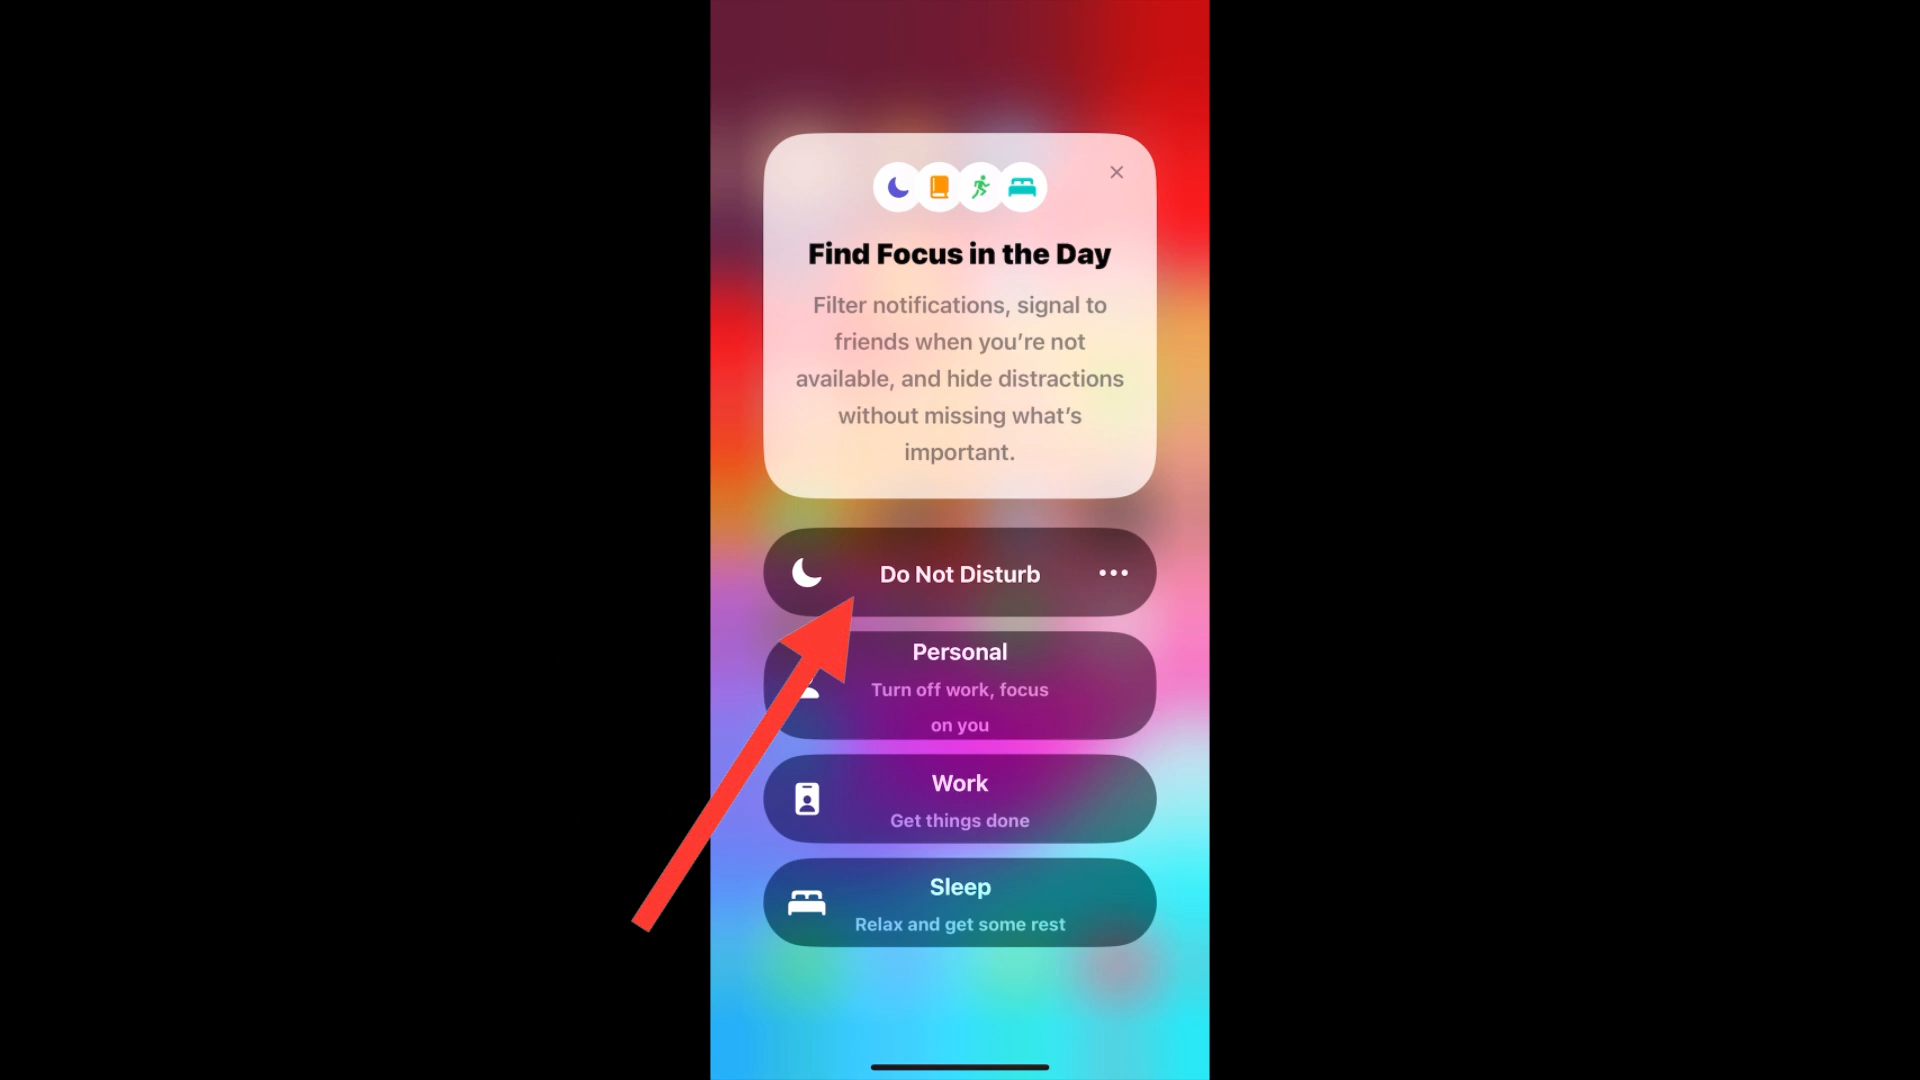 Find Focus in the Day
Filter notifications, signal to
friends when you’re not
available, and hide distractions
without missing what’s
important.
Do Not Disturb
Personal
Turn off work, focus
on you
Work
Get things done
Sleep
Relax and get some rest